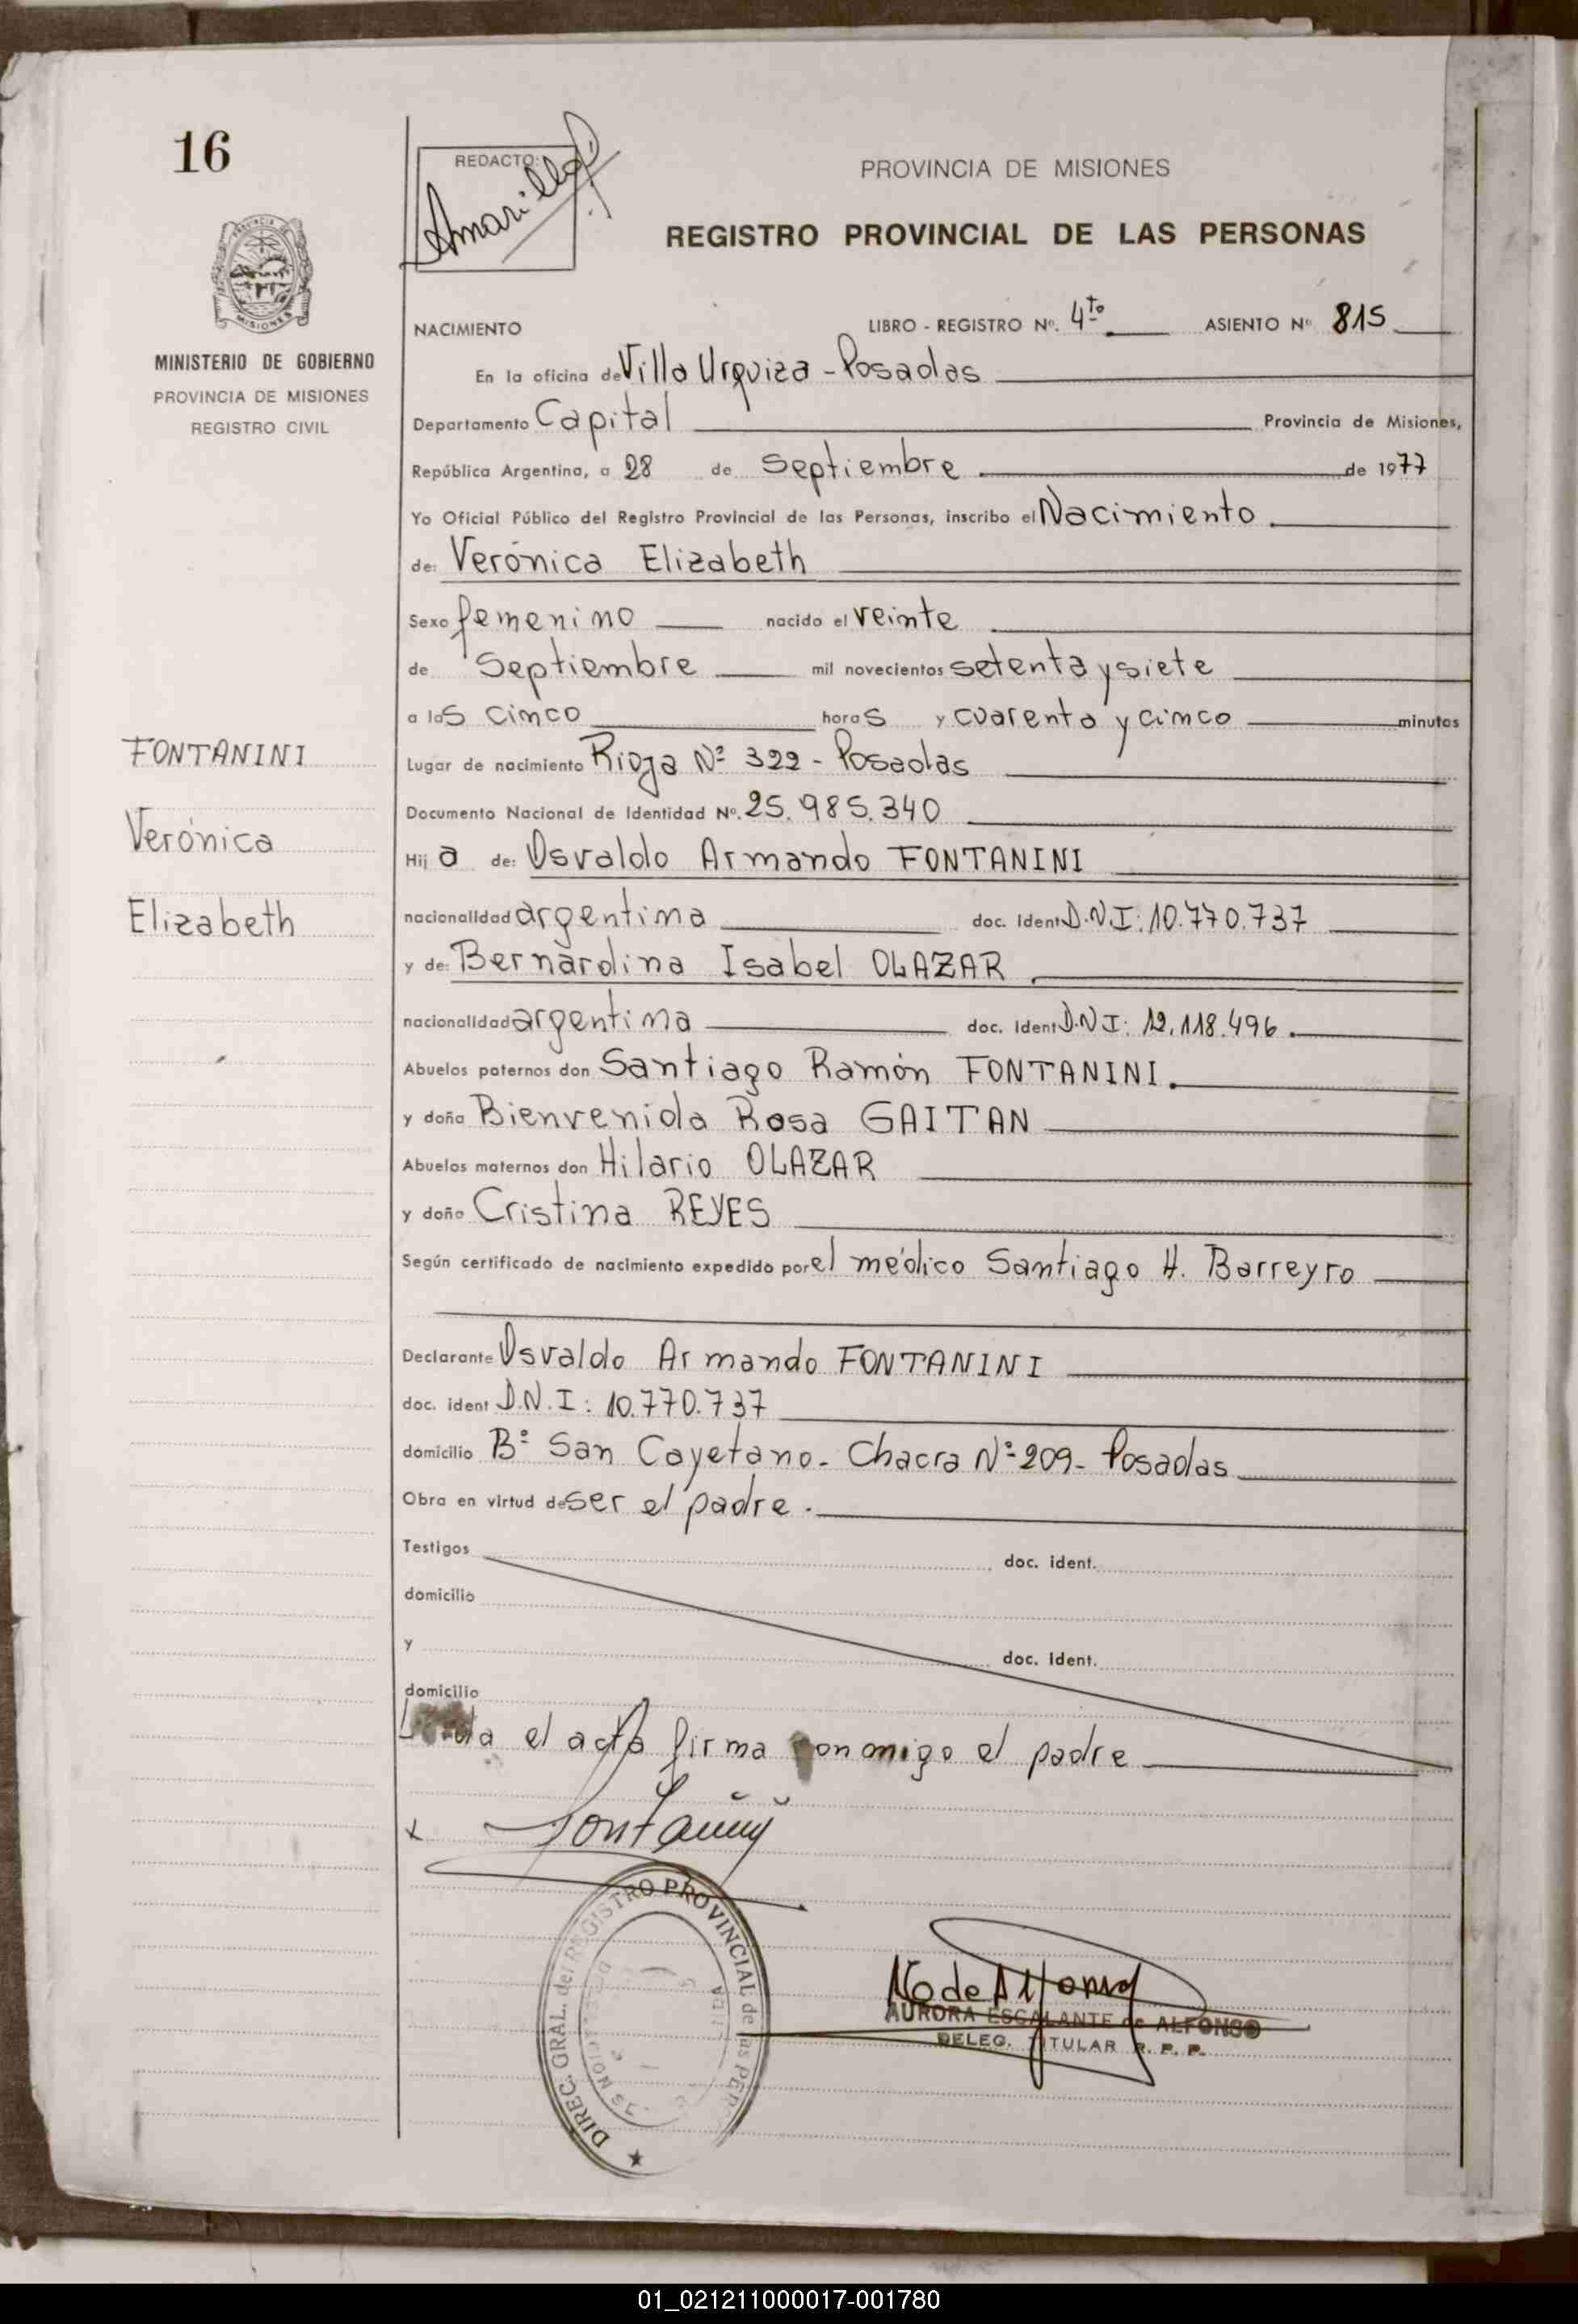 16
REDACTO:
Amarilla
PROVINCIA DE MISIONES
REGISTRO PROVINCIAL DE LAS PERSONAS
MISIONES
MINISTERIO DE GOBIERNO
PROVINCIA DE MISIONES
REGISTRO CIVIL
NACIMIENTO LIBRO - REGISTRO Nº. 4to ASIENTO Nº 815
En la oficina de Villa Urquiza - Posadas
Departamento Capital Provincia de Misiones,
República Argentina, a 28 de Septiembre de 1977
Yo Oficial Público del Registro Provincial de las Personas, inscribo el Nacimiento.
de: Verónica Elizabeth
Sexo femenino nacido el veinte
de Septiembre mil novecientos setenta y siete
a las cinco horas y cuarenta y cinco minutos
FONTANINI
Verónica
Elizabeth
Lugar de nacimiento Rioja Nº 322 - Posadas
Documento Nacional de Identidad Nº. 25.985.340
Hij a de: Osvaldo Armando FONTANINI
nacionalidad argentina doc. ident D.N.I: 10.770.737
y de: Bernardina Isabel OLAZAR
nacionalidad argentina doc. ident D.N.I: 12.118.496.
Abuelos paternos don Santiago Ramón FONTANINI.
y doña Bienvenida Rosa GAITAN
Abuelos maternos don Hilario OLAZAR
y doña Cristina REYES
Según certificado de nacimiento expedido por el médico Santiago H. Barreyro
Declarante Osvaldo Armando FONTANINI
doc. ident D.N.I: 10.770.737
domicilio Bº San Cayetano - Chacra Nº 209 - Posadas
Obra en virtud de ser el padre.
Testigos doc. ident.
domicilio
y doc. ident.
domicilio
el acta firma conmigo el padre
x Fontanini
DIREC. GRAL. del REGISTRO PROVINCIAL de las PER
AURORA ESCALANTE de ALFONSO
DELEG. TITULAR R. P. P.
01_021211000017-001780